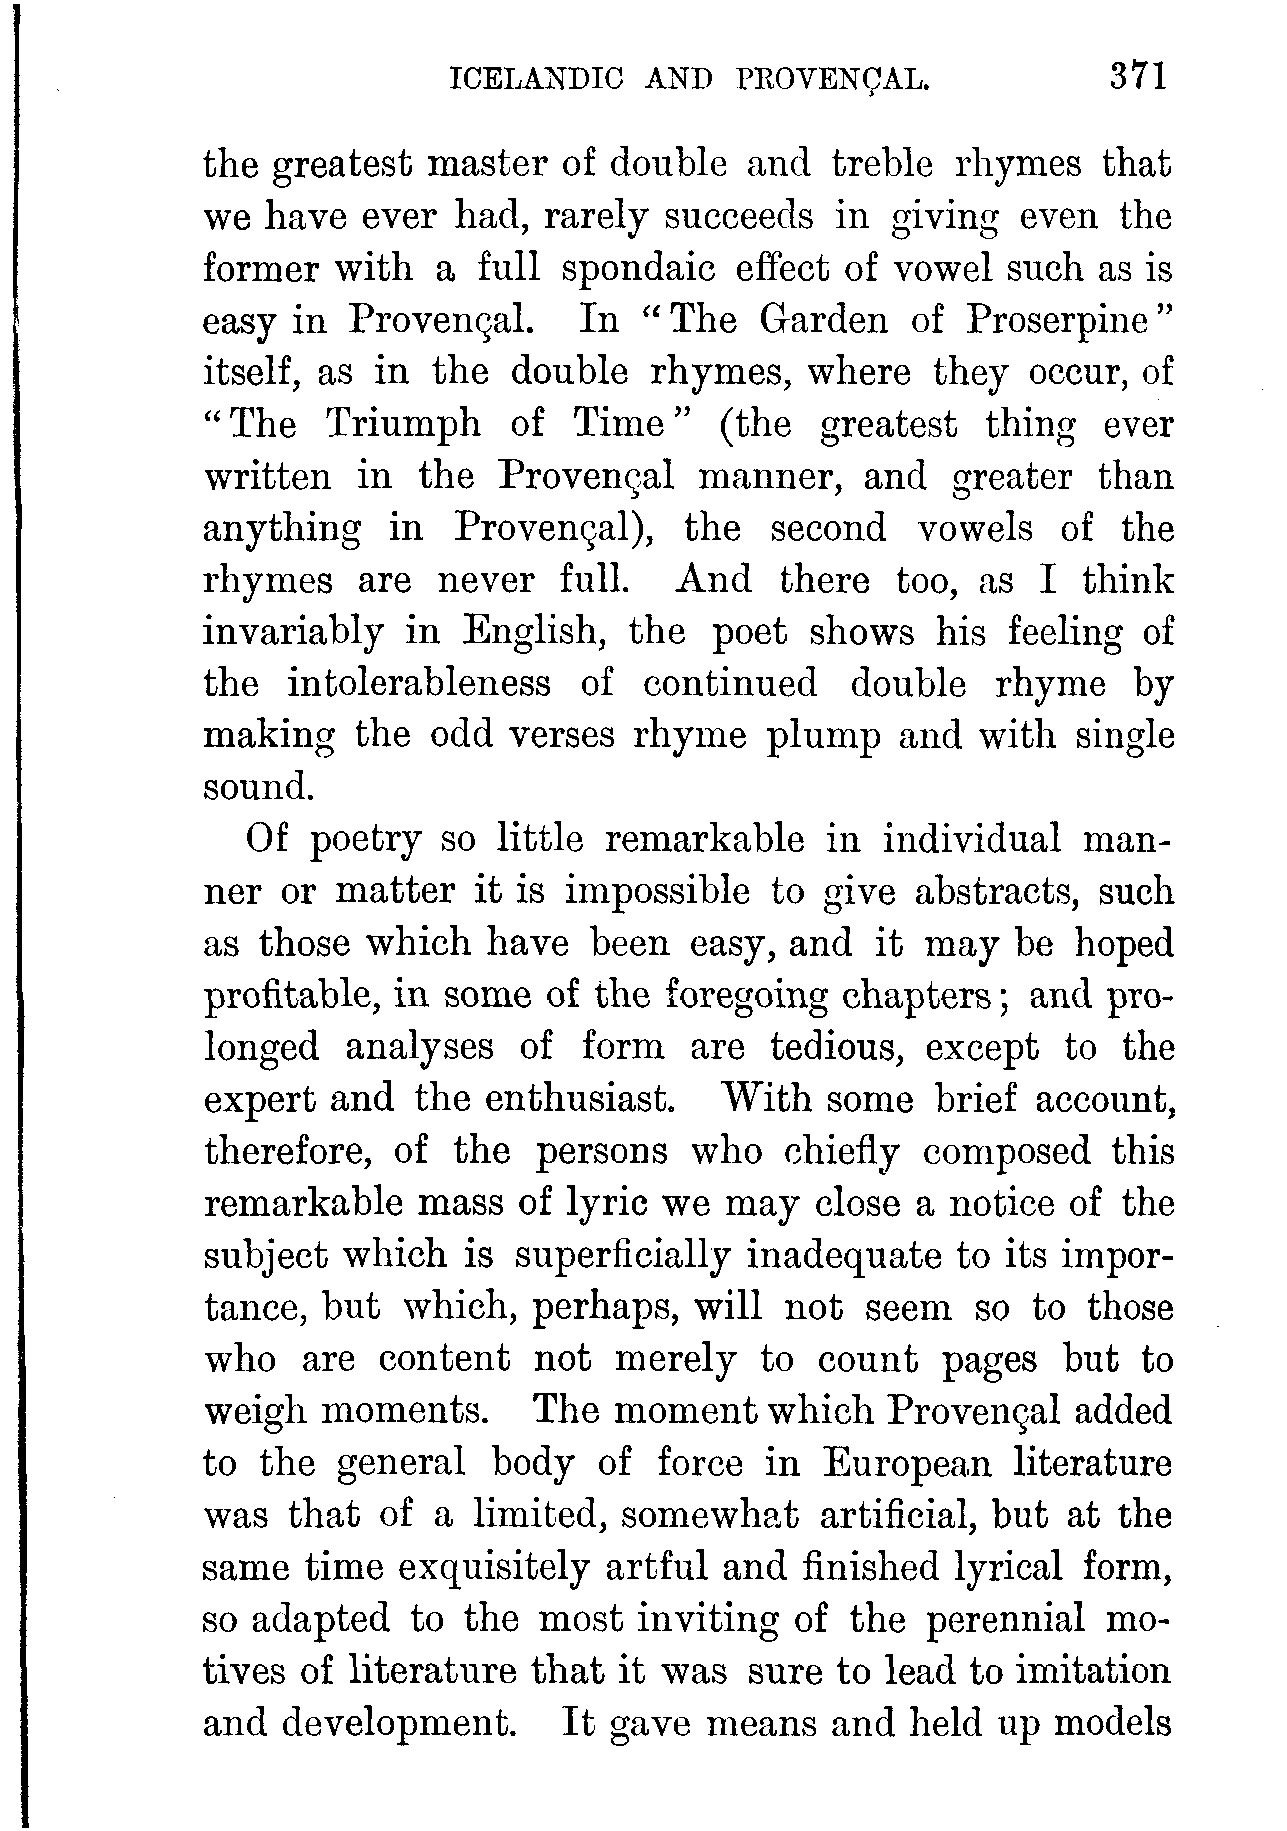 ICELANDIC AND PROVENÇAL. 371
the greatest master of double and treble rhymes that
we have ever had, rarely succeeds in giving even the
former with a full spondaic effect of vowel such as is
easy in Provençal. In “The Garden of Proserpine”
itself, as in the double rhymes, where they occur, of
“The Triumph of Time” (the greatest thing ever
written in the Provençal manner, and greater than
anything in Provençal), the second vowels of the
rhymes are never full. And there too, as I think
invariably in English, the poet shows his feeling of
the intolerableness of continued double rhyme by
making the odd verses rhyme plump and with single
sound.
Of poetry so little remarkable in individual man-
ner or matter it is impossible to give abstracts, such
as those which have been easy, and it may be hoped
profitable, in some of the foregoing chapters; and pro-
longed analyses of form are tedious, except to the
expert and the enthusiast. With some brief account,
therefore, of the persons who chiefly composed this
remarkable mass of lyric we may close a notice of the
subject which is superficially inadequate to its impor-
tance, but which, perhaps, will not seem so to those
who are content not merely to count pages but to
weigh moments. The moment which Provençal added
to the general body of force in European literature
was that of a limited, somewhat artificial, but at the
same time exquisitely artful and finished lyrical form,
so adapted to the most inviting of the perennial mo-
tives of literature that it was sure to lead to imitation
and development. It gave means and held up models